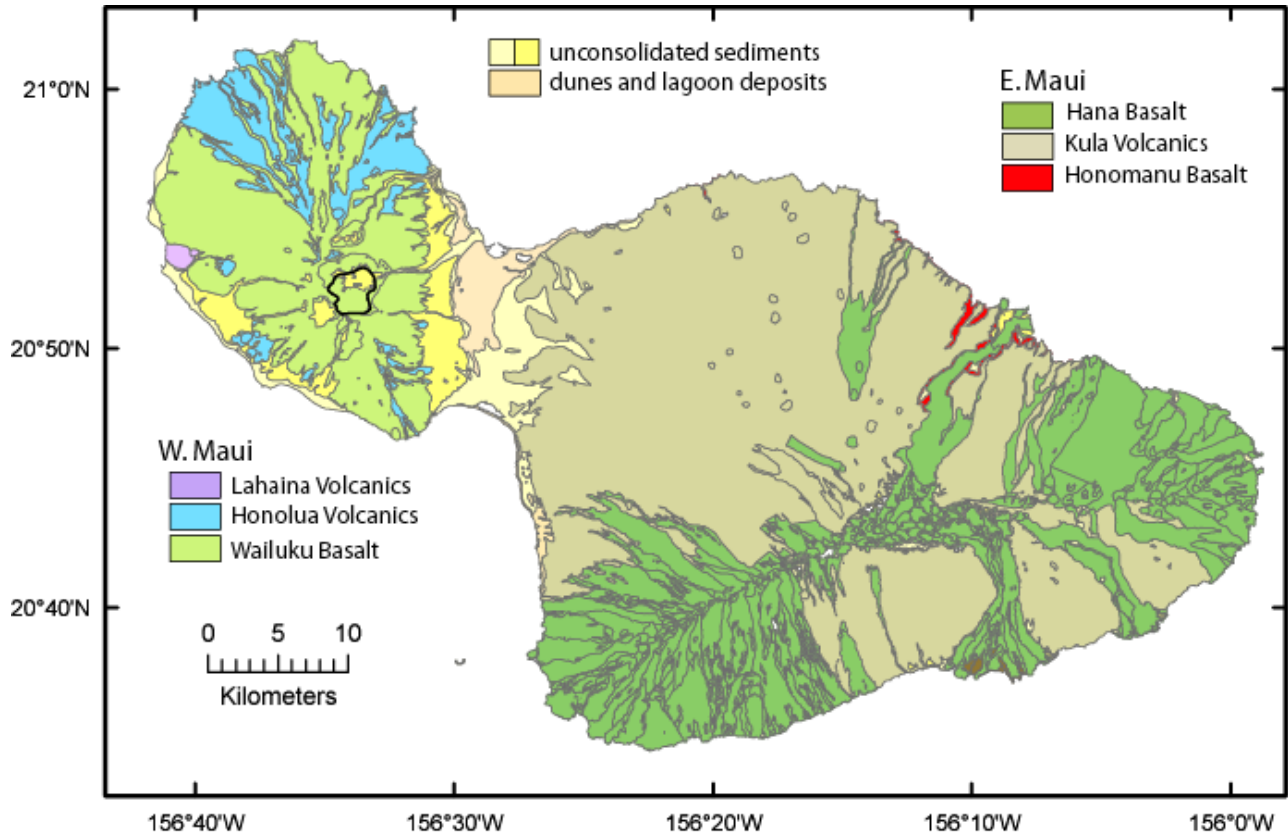 unconsolidated sediments
dunes and lagoon deposits
E. Maui
Hana Basalt
Kula Volcanics
Honomanu Basalt
21°0'N
20°50'N
20°40'N
W. Maui
Lahaina Volcanics
Honolua Volcanics
Wailuku Basalt
0 5 10
Kilometers
156°40'W 156°30'W 156°20'W 156°10'W 156°0'W